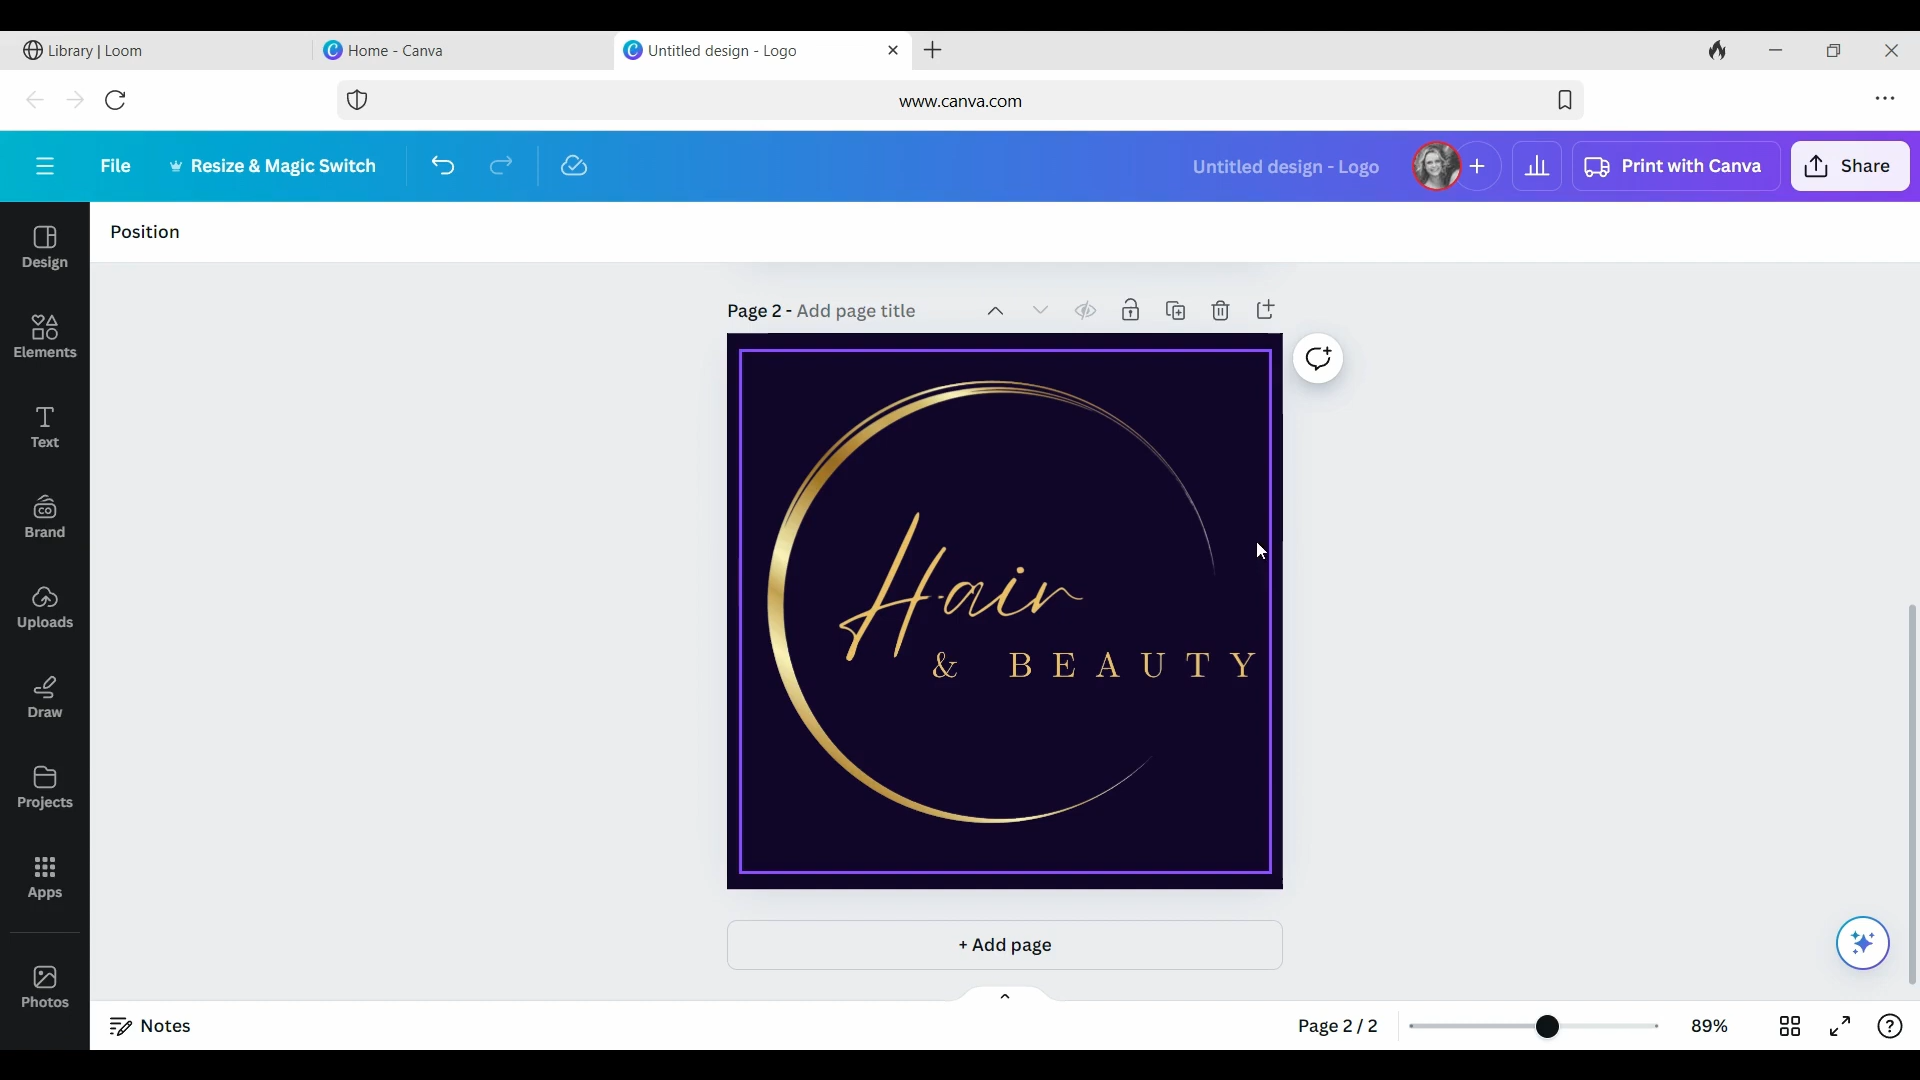 Library | Loom
Home - Canva
Untitled design - Logo
www.canva.com
File
Resize & Magic Switch
Untitled design - Logo
Print with Canva
Share
Position
Design
Elements
Text
Brand
Uploads
Draw
Projects
Apps
Photos
Page 2 - Add page title
Hair
& BEAUTY
+ Add page
Notes
Page 2 / 2
89%